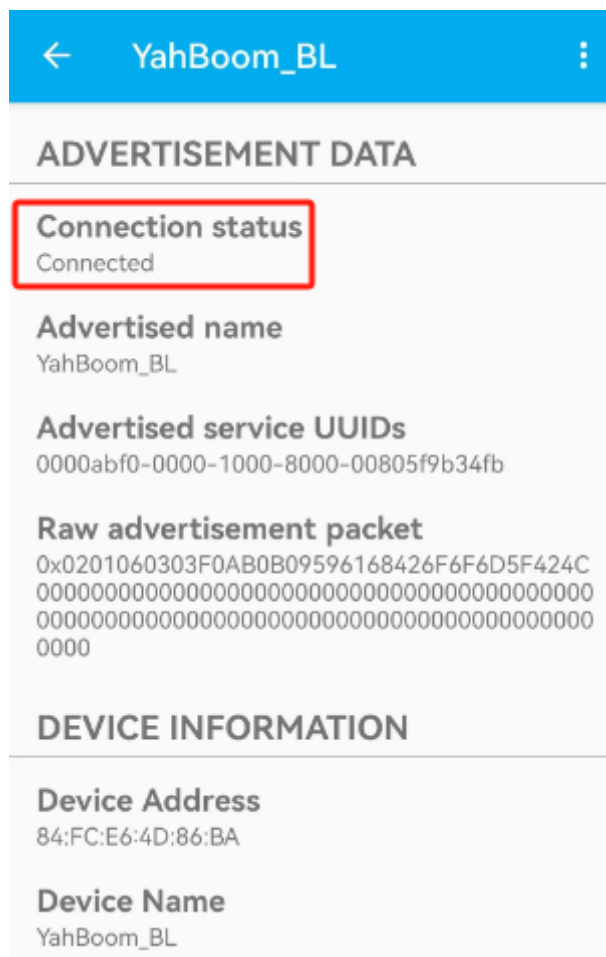 YahBoom_BL
ADVERTISEMENT DATA
Connection status
Connected
Advertised name
YahBoom_BL
Advertised service UUIDs
0000abf0-0000-1000-8000-00805f9b34fb
Raw advertisement packet
0x0201060303F0AB0B09596168426F6F6D5F424C
0000000000000000000000000000000000000000
0000000000000000000000000000000000000000
0000
DEVICE INFORMATION
Device Address
84:FC:E6:4D:86:BA
Device Name
YahBoom_BL